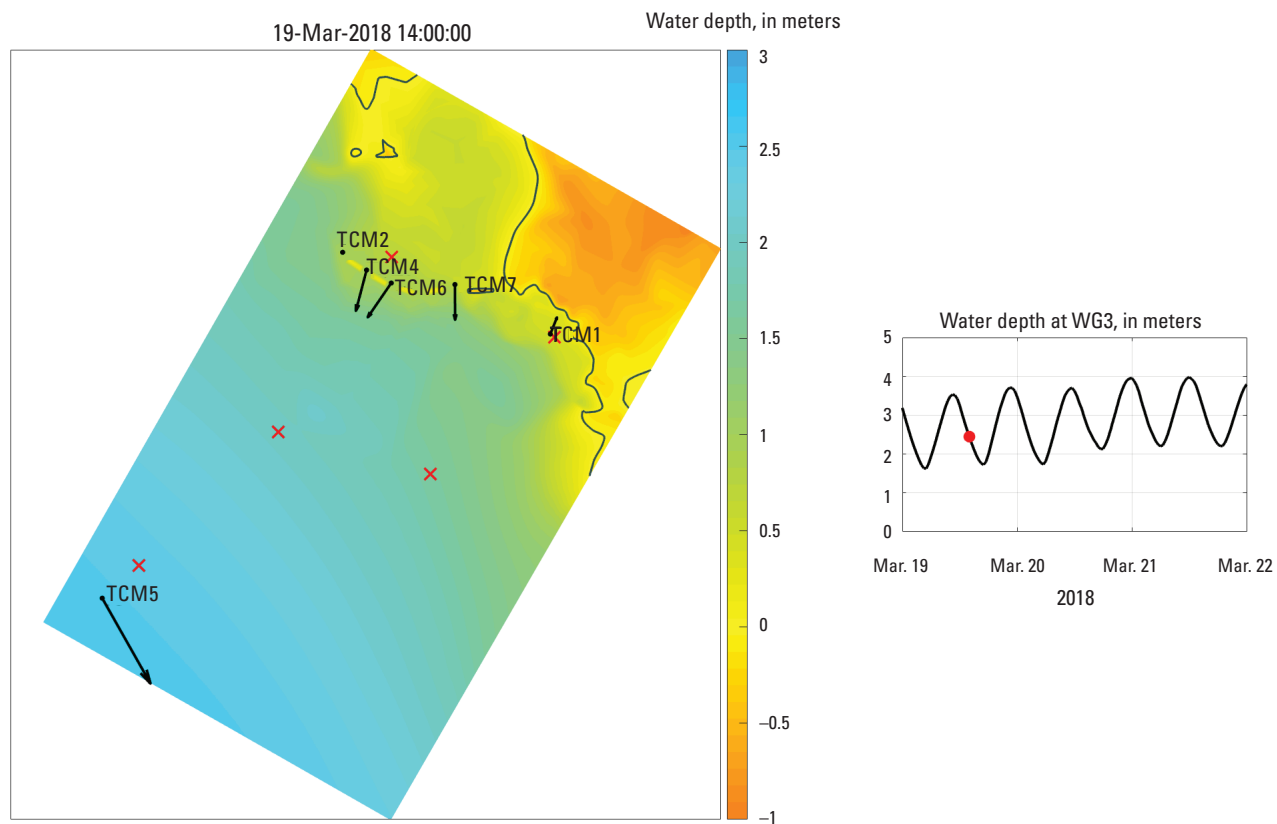 Water depth, in meters
19-Mar-2018 14:00:00
3
2.5
2
1.5
1
0.5
0
−0.5
−1
TCM2
TCM4
TCM6
TCM7
TCM1
TCM5
Water depth at WG3, in meters
5
4
3
2
1
0
Mar. 19 Mar. 20 Mar. 21 Mar. 22
2018